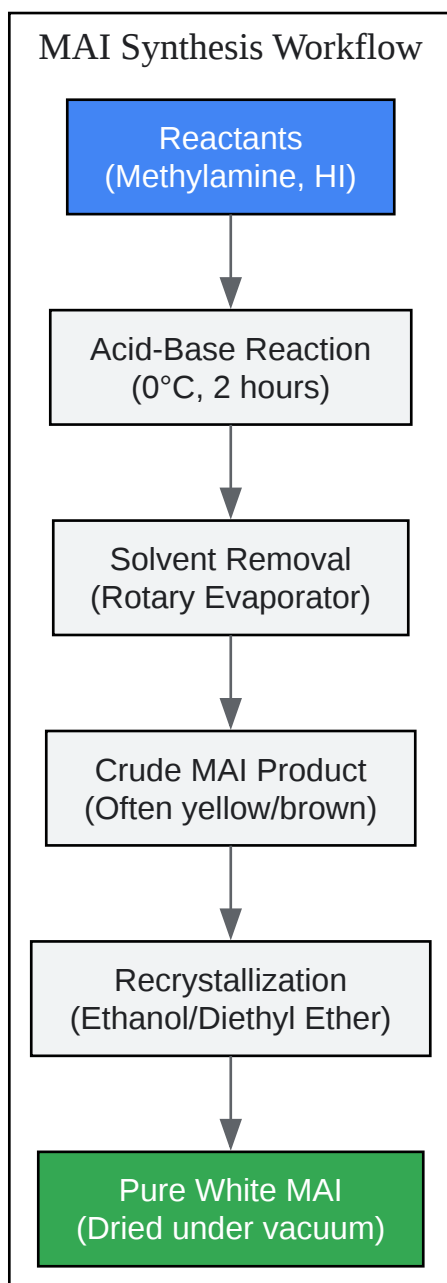 MAI Synthesis Workflow
Reactants
(Methylamine, HI)
Acid-Base Reaction
(0°C, 2 hours)
Solvent Removal
(Rotary Evaporator)
Crude MAI Product
(Often yellow/brown)
Recrystallization
(Ethanol/Diethyl Ether)
Pure White MAI
(Dried under vacuum)